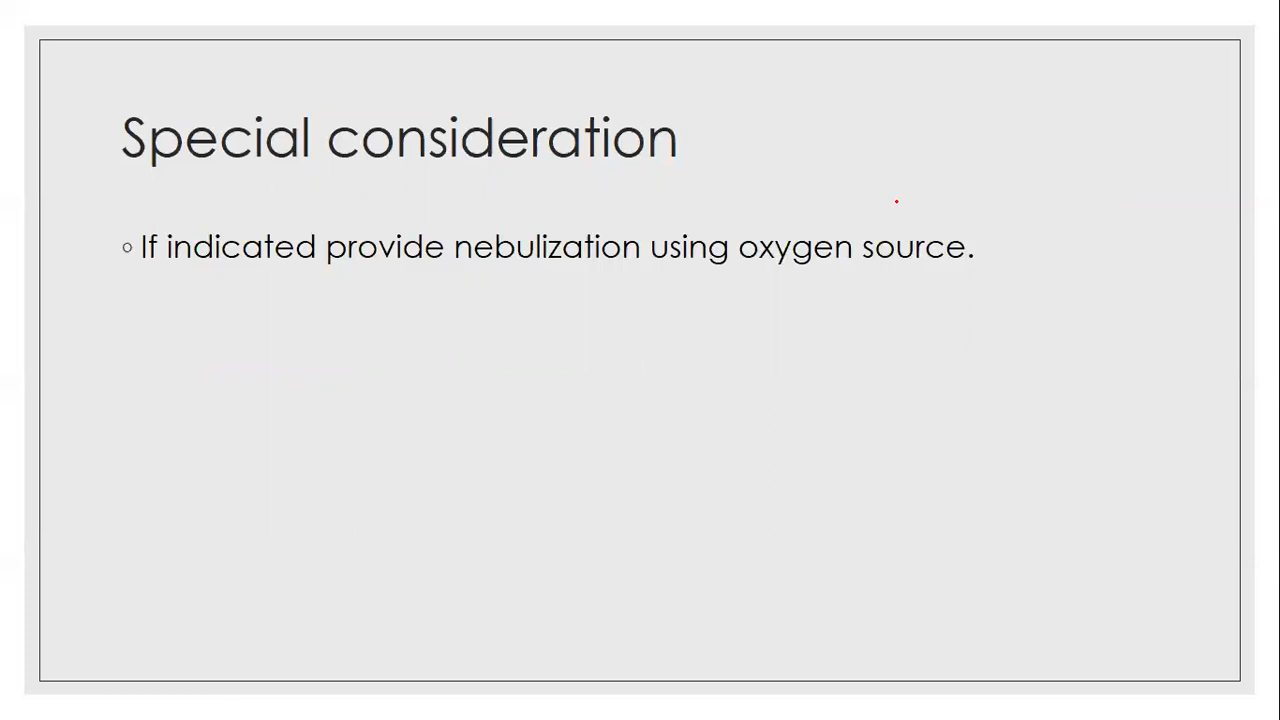 Special consideration
◦ If indicated provide nebulization using oxygen source.